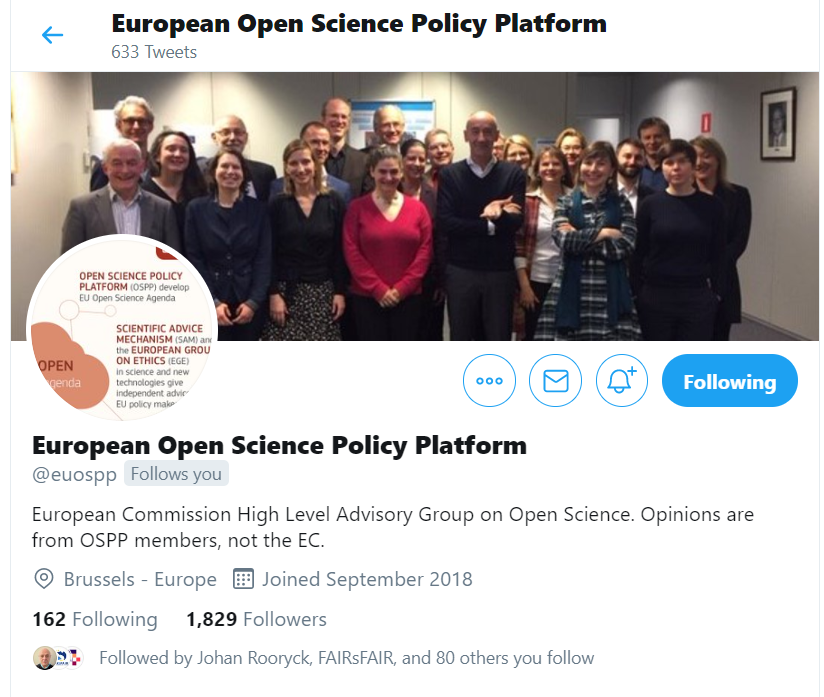 European Open Science Policy Platform
633 Tweets
OPEN SCIENCE POLICY
PLATFORM (OSPP) develop
EU Open Science Agenda
SCIENTIFIC ADVICE
MECHANISM (SAM) and
the EUROPEAN GROU
ON ETHICS (EGE)
in science and new
technologies give
independent advic
EU policy make
OPEN
genda
Following
European Open Science Policy Platform
@euospp Follows you
European Commission High Level Advisory Group on Open Science. Opinions are
from OSPP members, not the EC.
Brussels - Europe Joined September 2018
162 Following 1,829 Followers
Followed by Johan Rooryck, FAIRsFAIR, and 80 others you follow